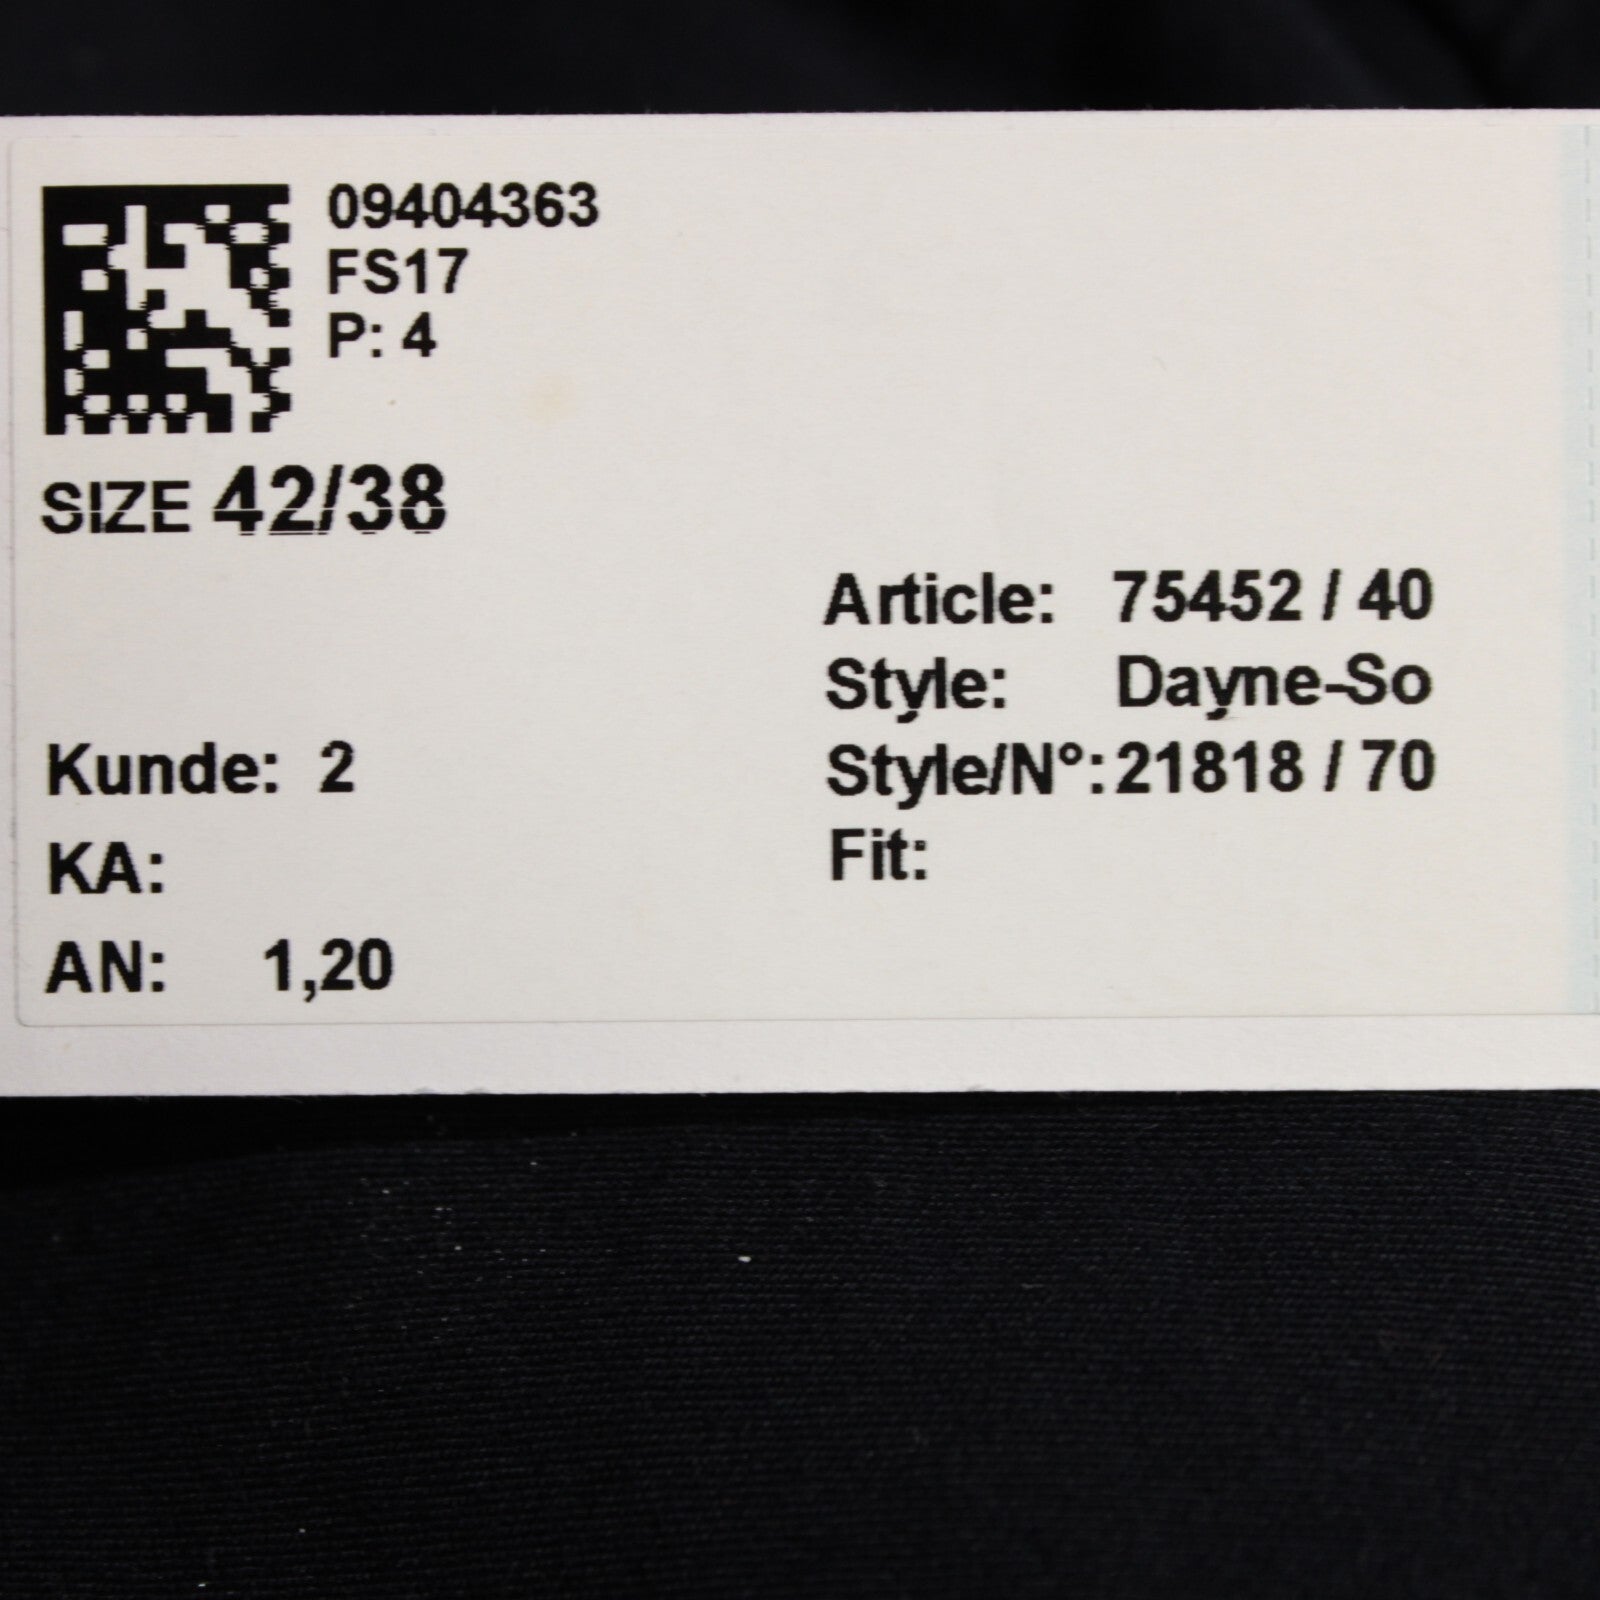 09404363
FS17
P: 4
SIZE 42/38
Article: 75452 / 40
Style: Dayne-So
Kunde: 2
Style/N°: 21818 / 70
KA:
Fit:
AN: 1,20